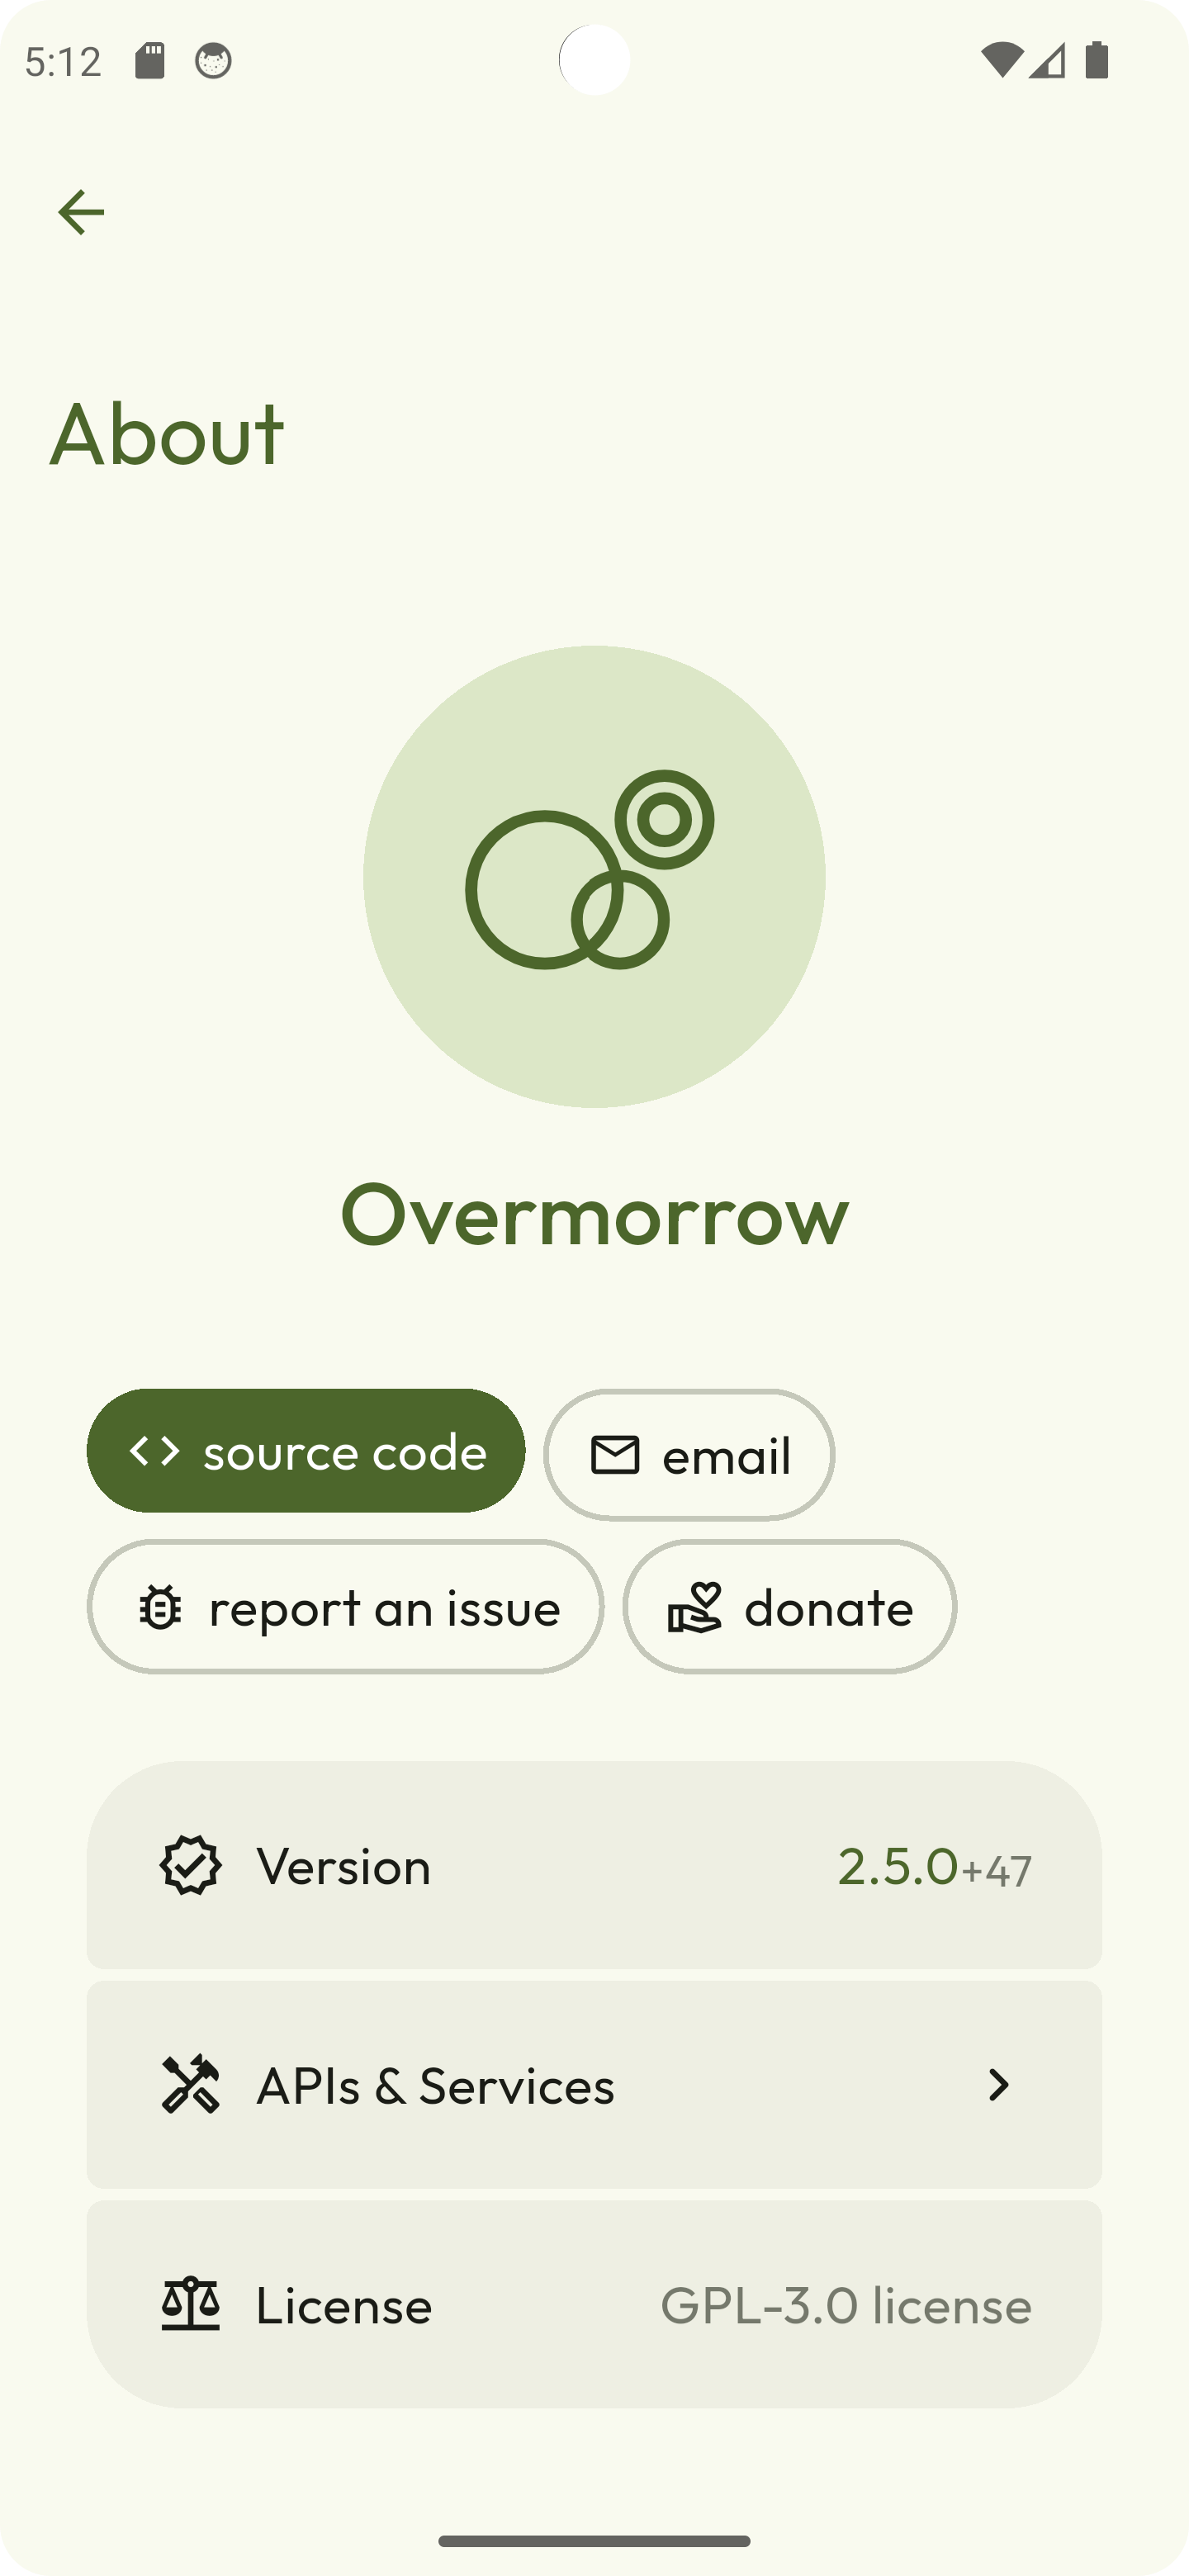 5:12
About
Overmorrow
source code
email
report an issue
donate
Version
2.5.0+47
APIs & Services
License
GPL-3.0 license